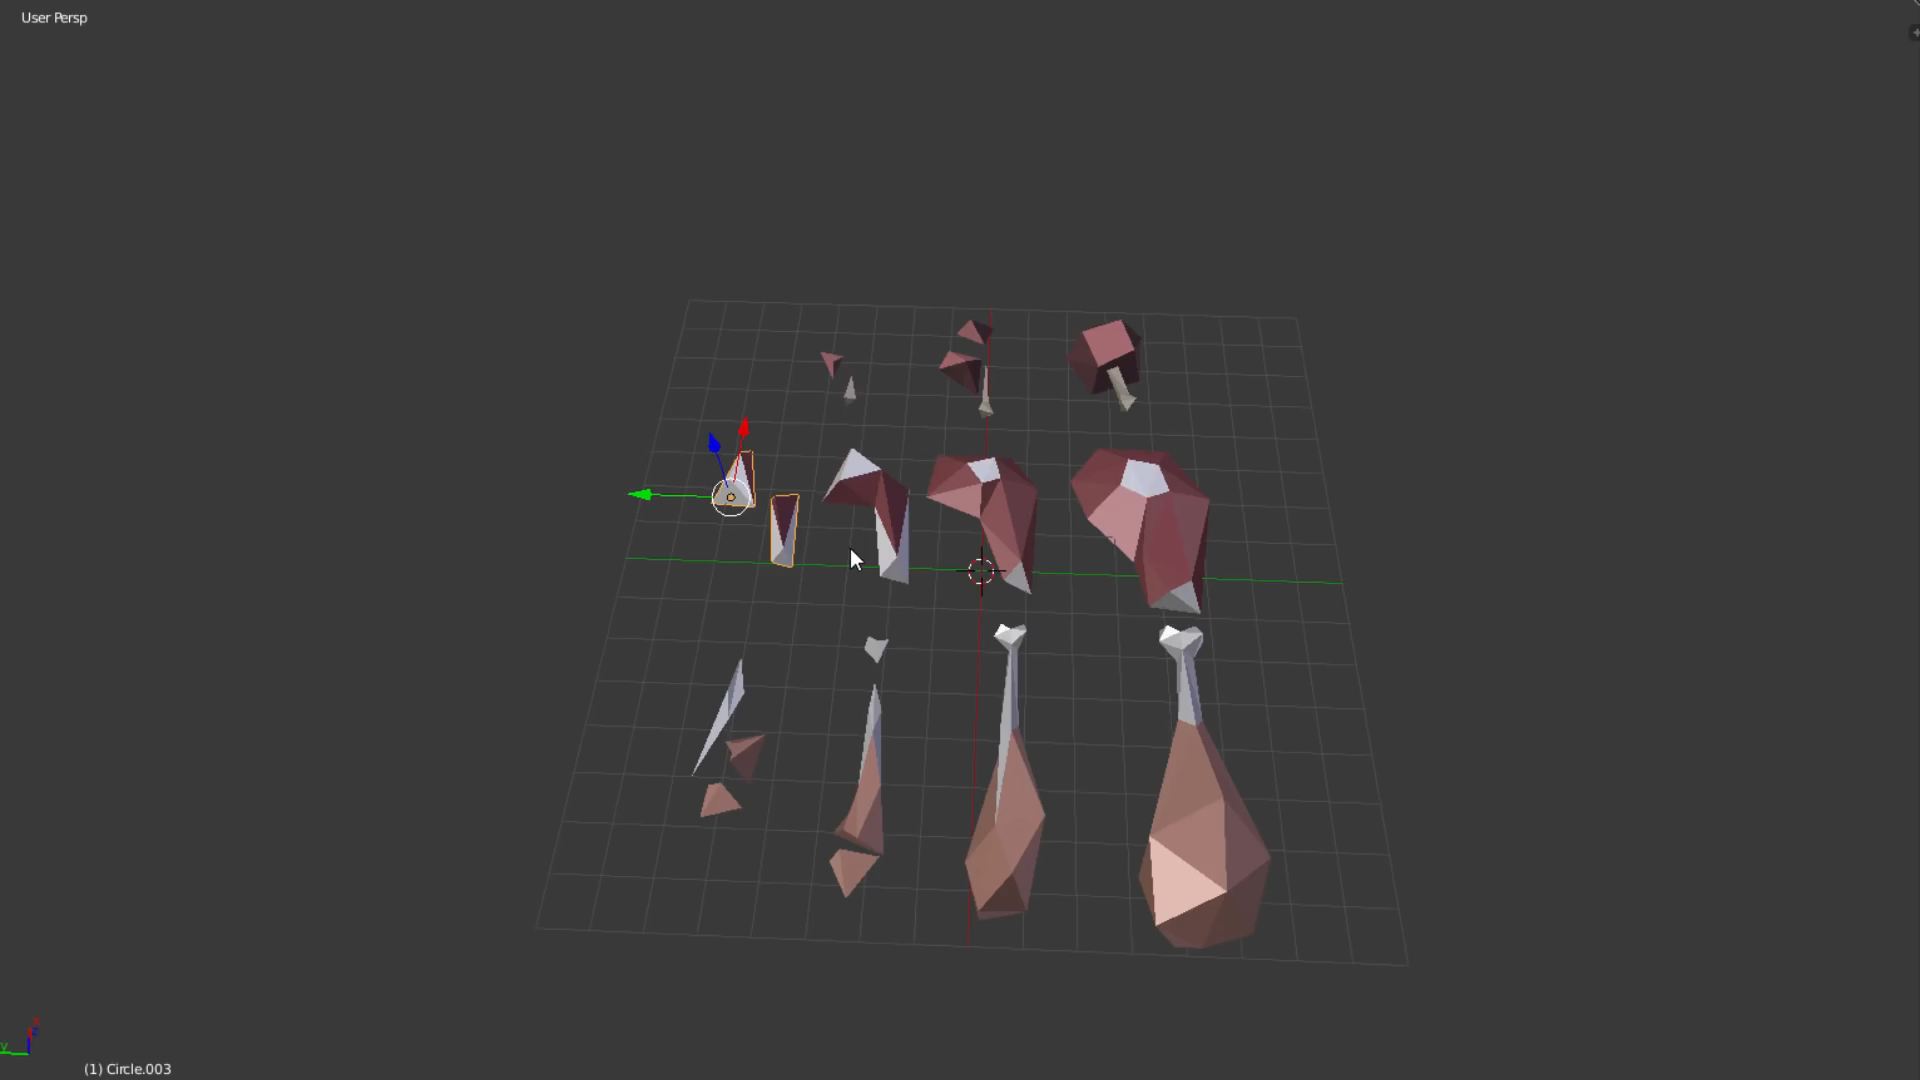 User Persp
x
z
y
(1) Circle.003